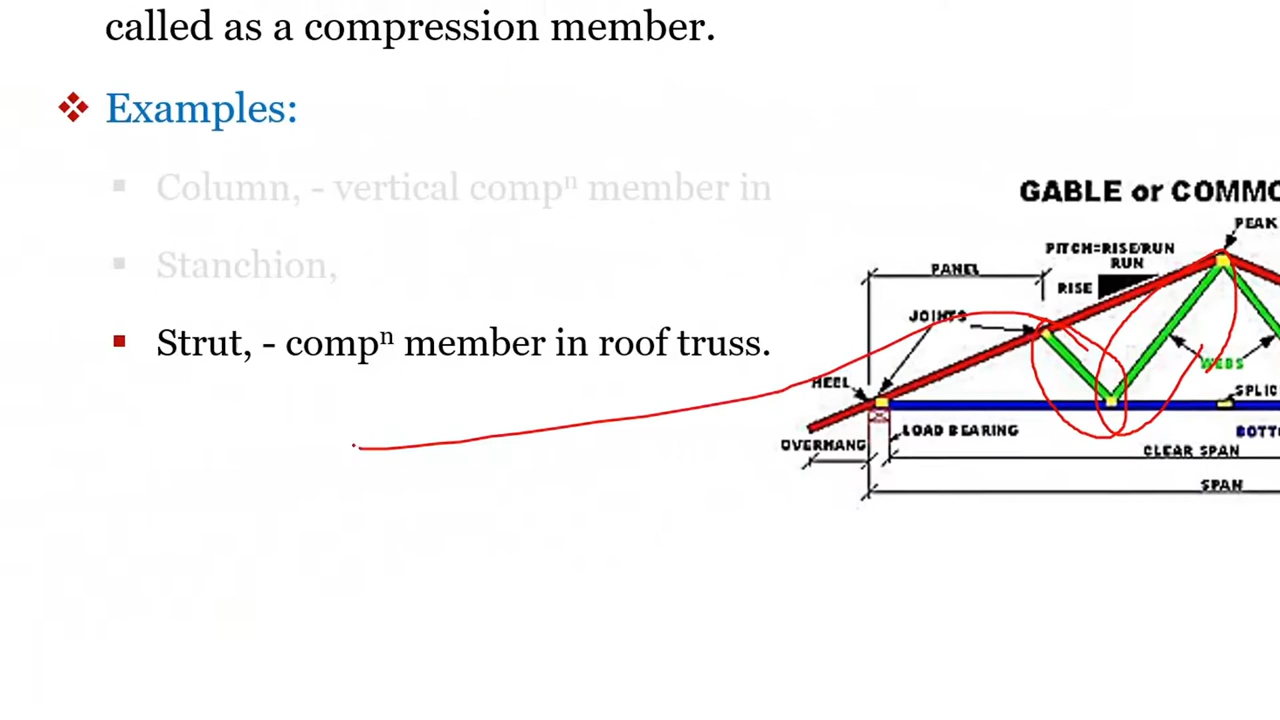 called as a compression member.
Examples:
Column, - vertical compⁿ member in
Stanchion,
Strut, - compⁿ member in roof truss.
GABLE or COMMO
PEAK
PITCH=RISE/RUN
RUN
PANEL
RISE
JOINTS
WEBS
HEEL
SPLIC
LOAD BEARING
BOTT
OVERHANG
CLEAR SPAN
SPAN